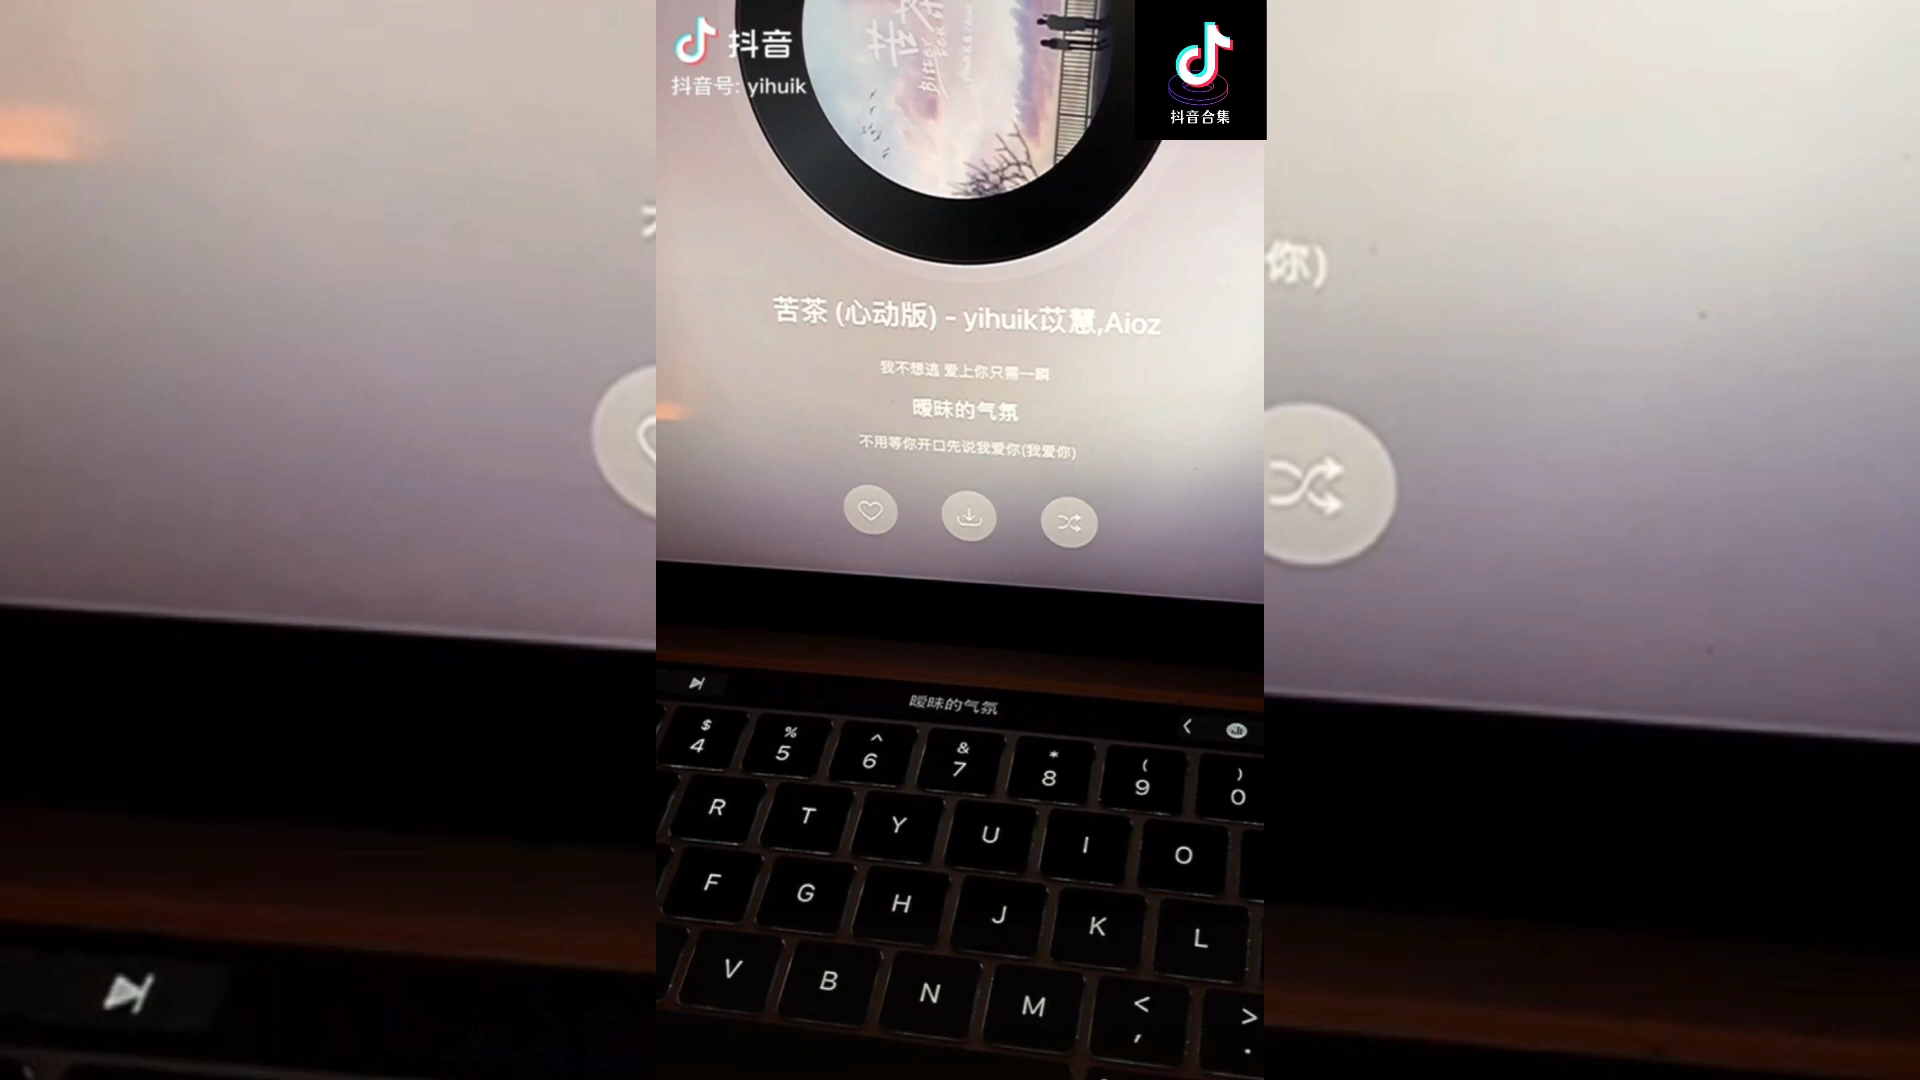 抖音
抖音号: yihuik
抖音合集
苦茶
BITTER
苦茶 (心动版) - yihuik苡慧,Aioz
我不想逃 爱上你只需一瞬
暧昧的气氛
不用等你开口先说我爱你(我爱你)
你)
暧昧的气氛
$ % ^ & * ( )
4 5 6 7 8 9 0
R T Y U I O
F G H J K L
V B N M < >
, .